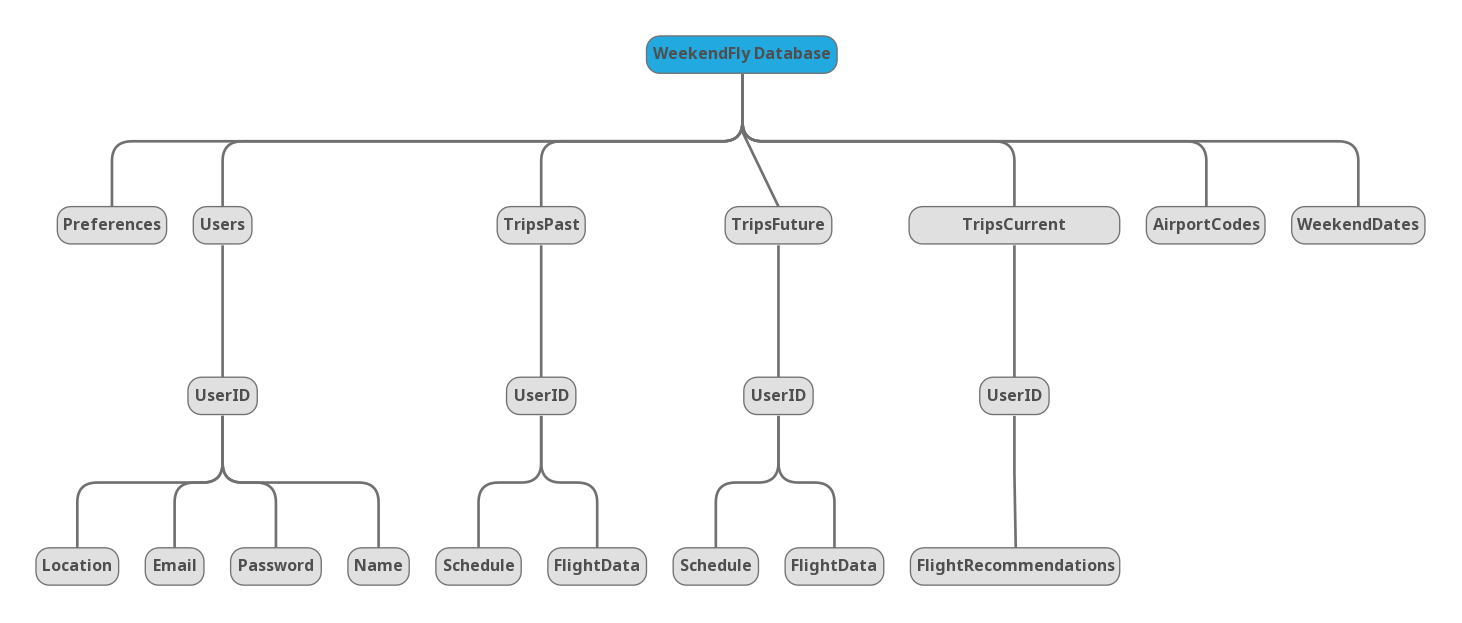 WeekendFly Database
Preferences
Users
TripsPast
TripsFuture
TripsCurrent
AirportCodes
WeekendDates
UserID
UserID
UserID
UserID
Location
Email
Password
Name
Schedule
FlightData
Schedule
FlightData
FlightRecommendations